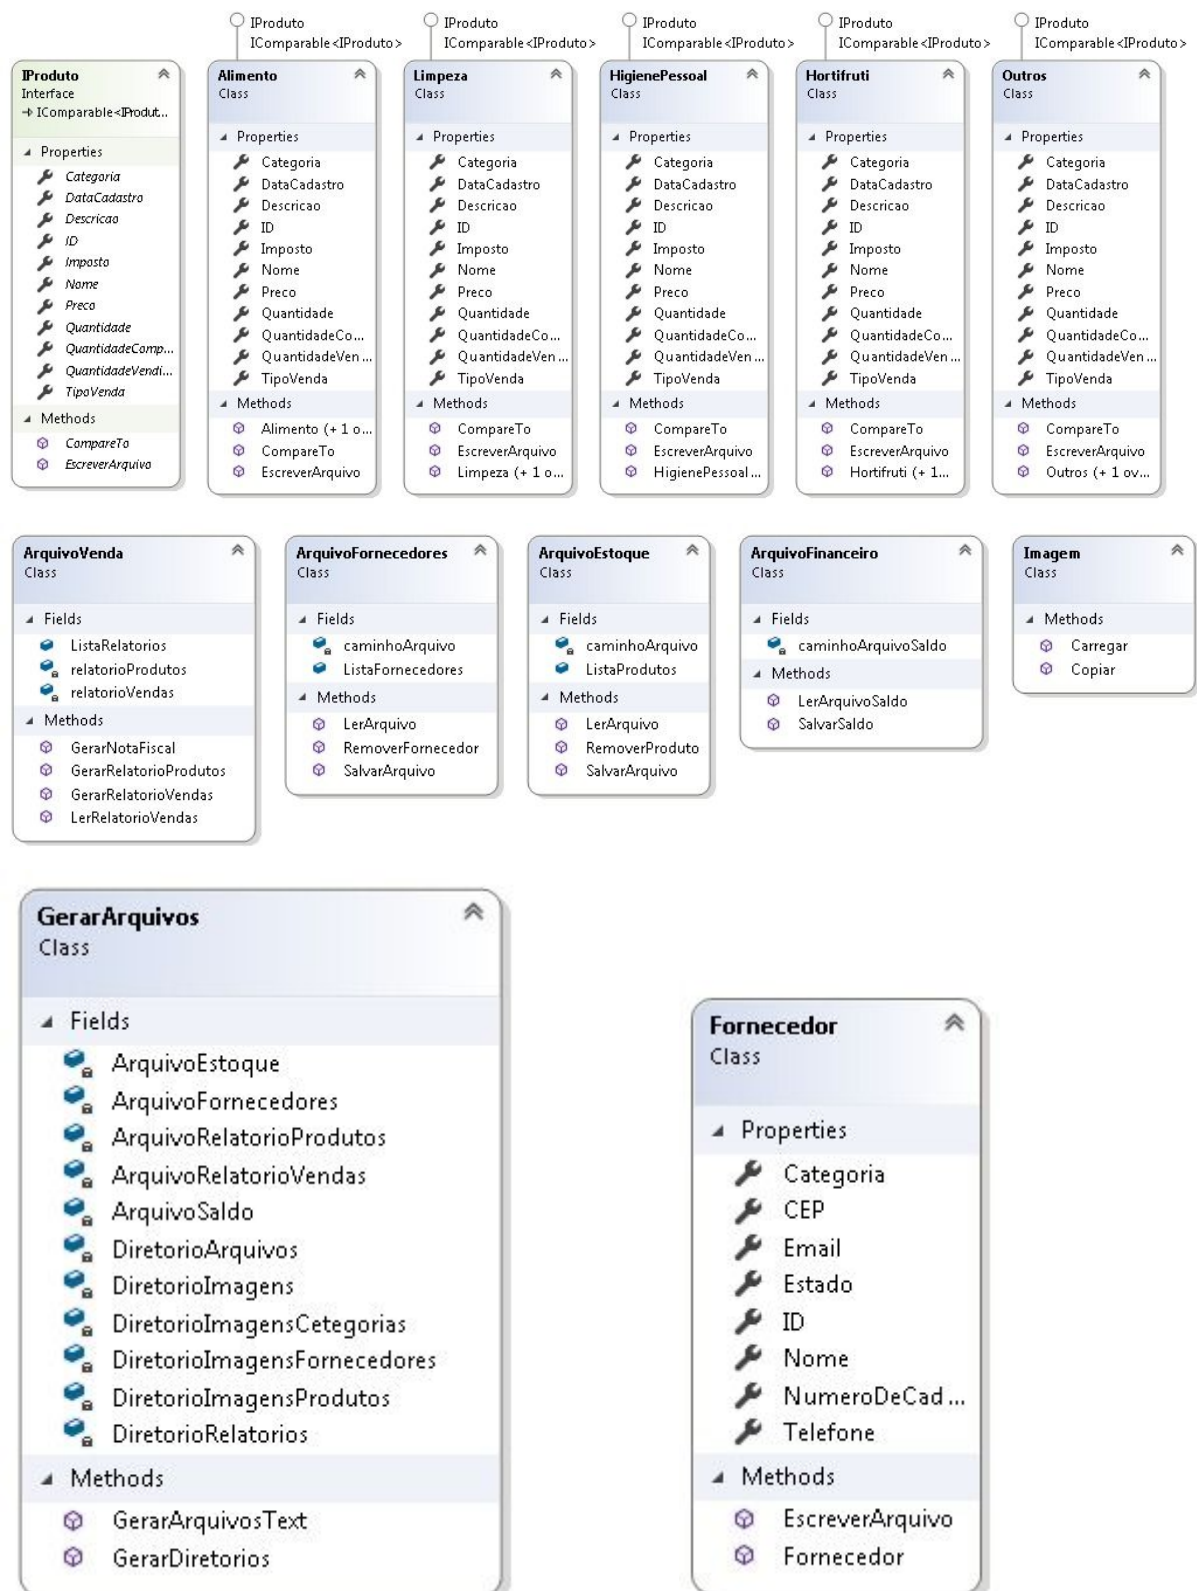 IProduto
IComparable<IProduto>
IProduto
IComparable<IProduto>
IProduto
IComparable<IProduto>
IProduto
IComparable<IProduto>
IProduto
IComparable<IProduto>
IProduto
Interface
IComparable<IProdut...
Properties
Categoria
DataCadastro
Descricao
ID
Imposto
Nome
Preco
Quantidade
QuantidadeComp...
QuantidadeVendi...
TipoVenda
Methods
CompareTo
EscreverArquivo
Alimento
Class
Properties
Categoria
DataCadastro
Descricao
ID
Imposto
Nome
Preco
Quantidade
QuantidadeCo...
QuantidadeVen...
TipoVenda
Methods
Alimento (+ 1 o...
CompareTo
EscreverArquivo
Limpeza
Class
Properties
Categoria
DataCadastro
Descricao
ID
Imposto
Nome
Preco
Quantidade
QuantidadeCo...
QuantidadeVen...
TipoVenda
Methods
CompareTo
EscreverArquivo
Limpeza (+ 1 o...
HigienePessoal
Class
Properties
Categoria
DataCadastro
Descricao
ID
Imposto
Nome
Preco
Quantidade
QuantidadeCo...
QuantidadeVen...
TipoVenda
Methods
CompareTo
EscreverArquivo
HigienePessoal...
Hortifruti
Class
Properties
Categoria
DataCadastro
Descricao
ID
Imposto
Nome
Preco
Quantidade
QuantidadeCo...
QuantidadeVen...
TipoVenda
Methods
CompareTo
EscreverArquivo
Hortifruti (+ 1...
Outros
Class
Properties
Categoria
DataCadastro
Descricao
ID
Imposto
Nome
Preco
Quantidade
QuantidadeCo...
QuantidadeVen...
TipoVenda
Methods
CompareTo
EscreverArquivo
Outros (+ 1 ov...
ArquivoVenda
Class
Fields
ListaRelatorios
relatorioProdutos
relatorioVendas
Methods
GerarNotaFiscal
GerarRelatorioProdutos
GerarRelatorioVendas
LerRelatorioVendas
ArquivoFornecedores
Class
Fields
caminhoArquivo
ListaFornecedores
Methods
LerArquivo
RemoverFornecedor
SalvarArquivo
ArquivoEstoque
Class
Fields
caminhoArquivo
ListaProdutos
Methods
LerArquivo
RemoverProduto
SalvarArquivo
ArquivoFinanceiro
Class
Fields
caminhoArquivoSaldo
Methods
LerArquivoSaldo
SalvarSaldo
Imagem
Class
Methods
Carregar
Copiar
GerarArquivos
Class
Fields
ArquivoEstoque
ArquivoFornecedores
ArquivoRelatorioProdutos
ArquivoRelatorioVendas
ArquivoSaldo
DiretorioArquivos
DiretorioImagens
DiretorioImagensCetegorias
DiretorioImagensFornecedores
DiretorioImagensProdutos
DiretorioRelatorios
Methods
GerarArquivosText
GerarDiretorios
Fornecedor
Class
Properties
Categoria
CEP
Email
Estado
ID
Nome
NumeroDeCad...
Telefone
Methods
EscreverArquivo
Fornecedor